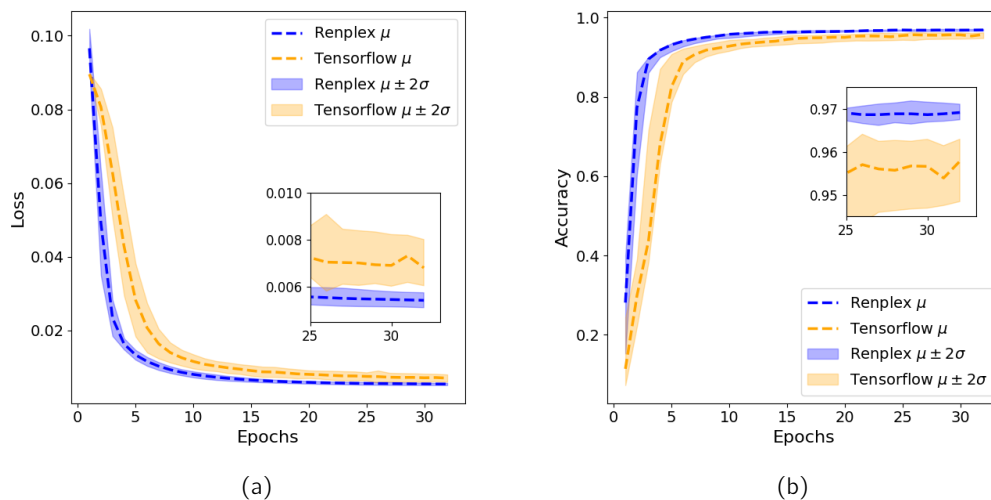 0.10
0.08
0.06
0.04
0.02
Loss
0
5
10
15
20
25
30
Epochs
Renplex μ
Tensorflow μ
Renplex μ ± 2σ
Tensorflow μ ± 2σ
0.010
0.008
0.006
25
30
(a)
1.0
0.8
0.6
0.4
0.2
Accuracy
0
5
10
15
20
25
30
Epochs
0.97
0.96
0.95
25
30
Renplex μ
Tensorflow μ
Renplex μ ± 2σ
Tensorflow μ ± 2σ
(b)